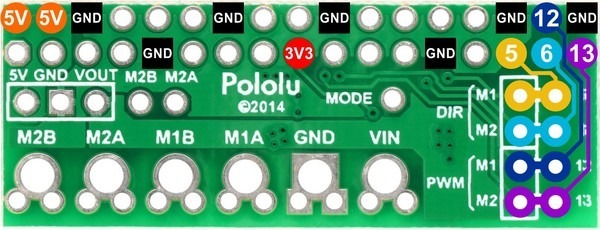 5V 5V GND GND GND 12 GND
GND 3V3 GND 5 6 13
5V GND VOUT M2B M2A Pololu
©2014
MODE
DIR
M1
M2
M2B M2A M1B M1A GND VIN
PWM
M1 12
M2 13